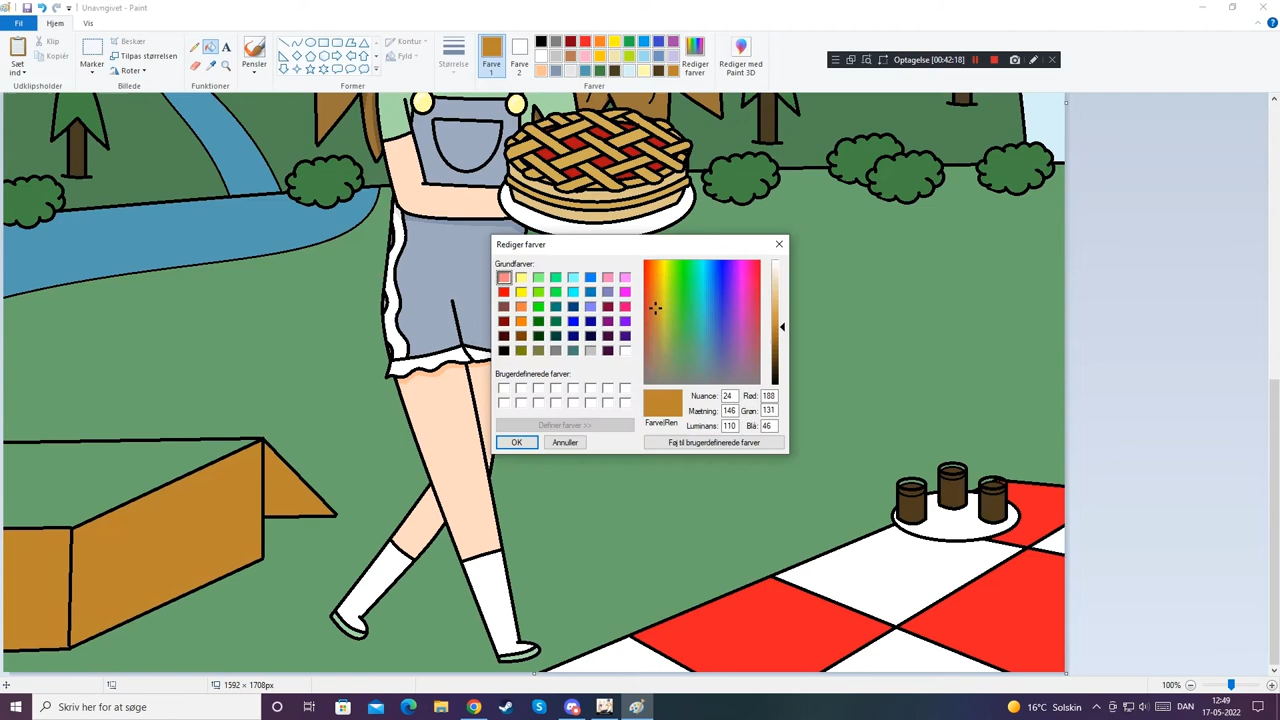 Unavngivet - Paint
Fil
Hjem
Vis
Sæt ind
Klip
Kopiér
Udklipsholder
Marker
Beskær
Tilpas størrelsen
Roter
Billede
Funktioner
Pensler
Kontur
Fyld
Former
Størrelse
Farve 1
Farve 2
Rediger farver
Farver
Rediger med Paint 3D
Optagelse [00:42:18]
Rediger farver
Grundfarver:
Brugerdefinerede farver:
Definer farver >>
OK
Annuller
Farve|Ren
Nuance: 24
Rød: 188
Mætning: 146
Grøn: 131
Luminans: 110
Blå: 46
Føj til brugerdefinerede farver
1592 × 1708px
100%
Skriv her for at søge
16°C Solskin
DAN
12:49
17-05-2022